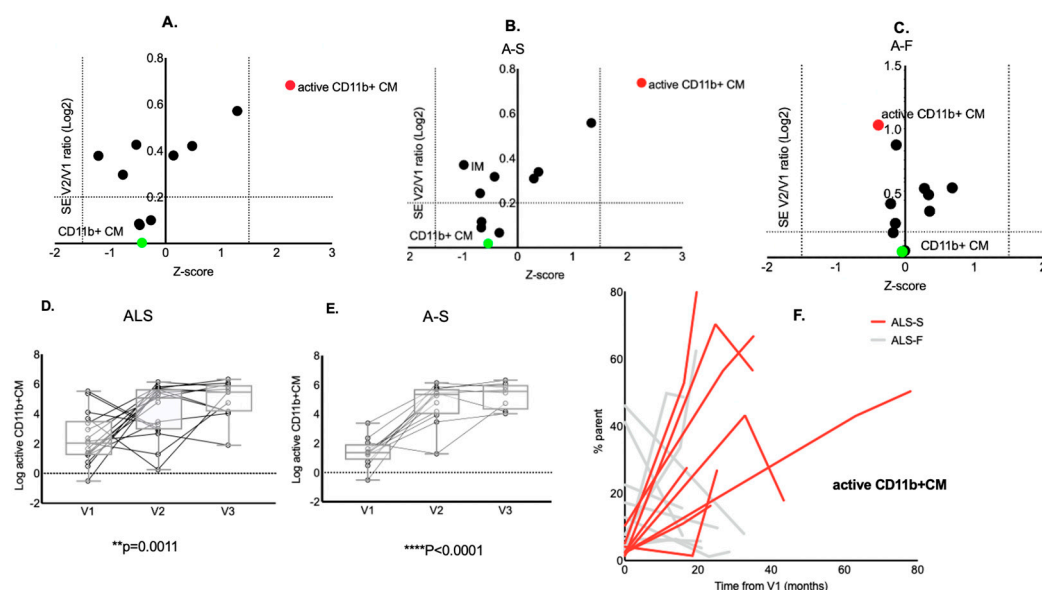 A.
SE V2/V1 ratio (Log2)
0.8
0.6
0.4
0.2
active CD11b+ CM
CD11b+ CM
-2 -1 0 1 2 3
Z-score
B.
A-S
SE V2/V1 ratio (Log2)
0.8
0.6
0.4
0.2
active CD11b+ CM
IM
CD11b+ CM
-2 -1 0 1 2 3
Z-score
C.
A-F
SE V2/V1 ratio (Log2)
1.5
active CD11b+ CM
1.0
0.5
CD11b+ CM
-2 -1 0 1 2
Z-score
D.
ALS
Log active CD11b+CM
8
6
4
2
0
-2
V1 V2 V3
**p=0.0011
E.
A-S
Log active CD11b+CM
8
6
4
2
0
-2
V1 V2 V3
****P<0.0001
F.
ALS-S
ALS-F
% parent
80
60
40
20
0
active CD11b+CM
0 20 40 60 80
Time from V1 (months)